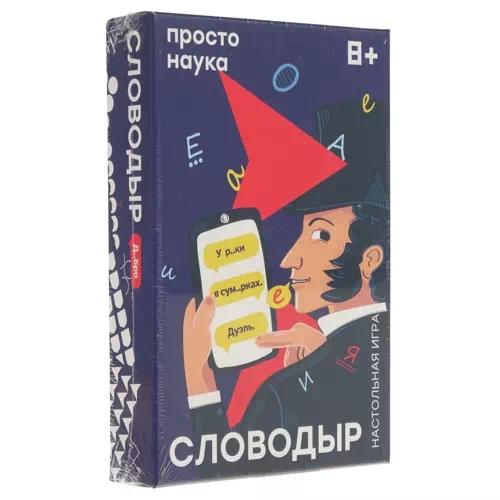 просто
наука
8+
Ё
О
А
а
е
У р..ки
в сум..рках.
Дуэль.
и
е
е
И
Я
СЛОВОДЫР
НАСТОЛЬНАЯ ИГРА
СЛОВОДЫР
Д..бро